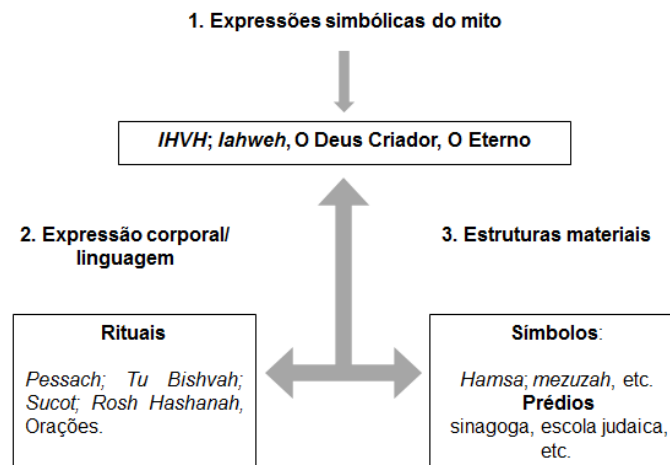 1. Expressões simbólicas do mito
IHVH; Iahweh, O Deus Criador, O Eterno
2. Expressão corporal/
linguagem
3. Estruturas materiais
Rituais
Pessach; Tu Bishvah;
Sucot; Rosh Hashanah,
Orações.
Símbolos:
Hamsa; mezuzah, etc.
Prédios
sinagoga, escola judaica,
etc.